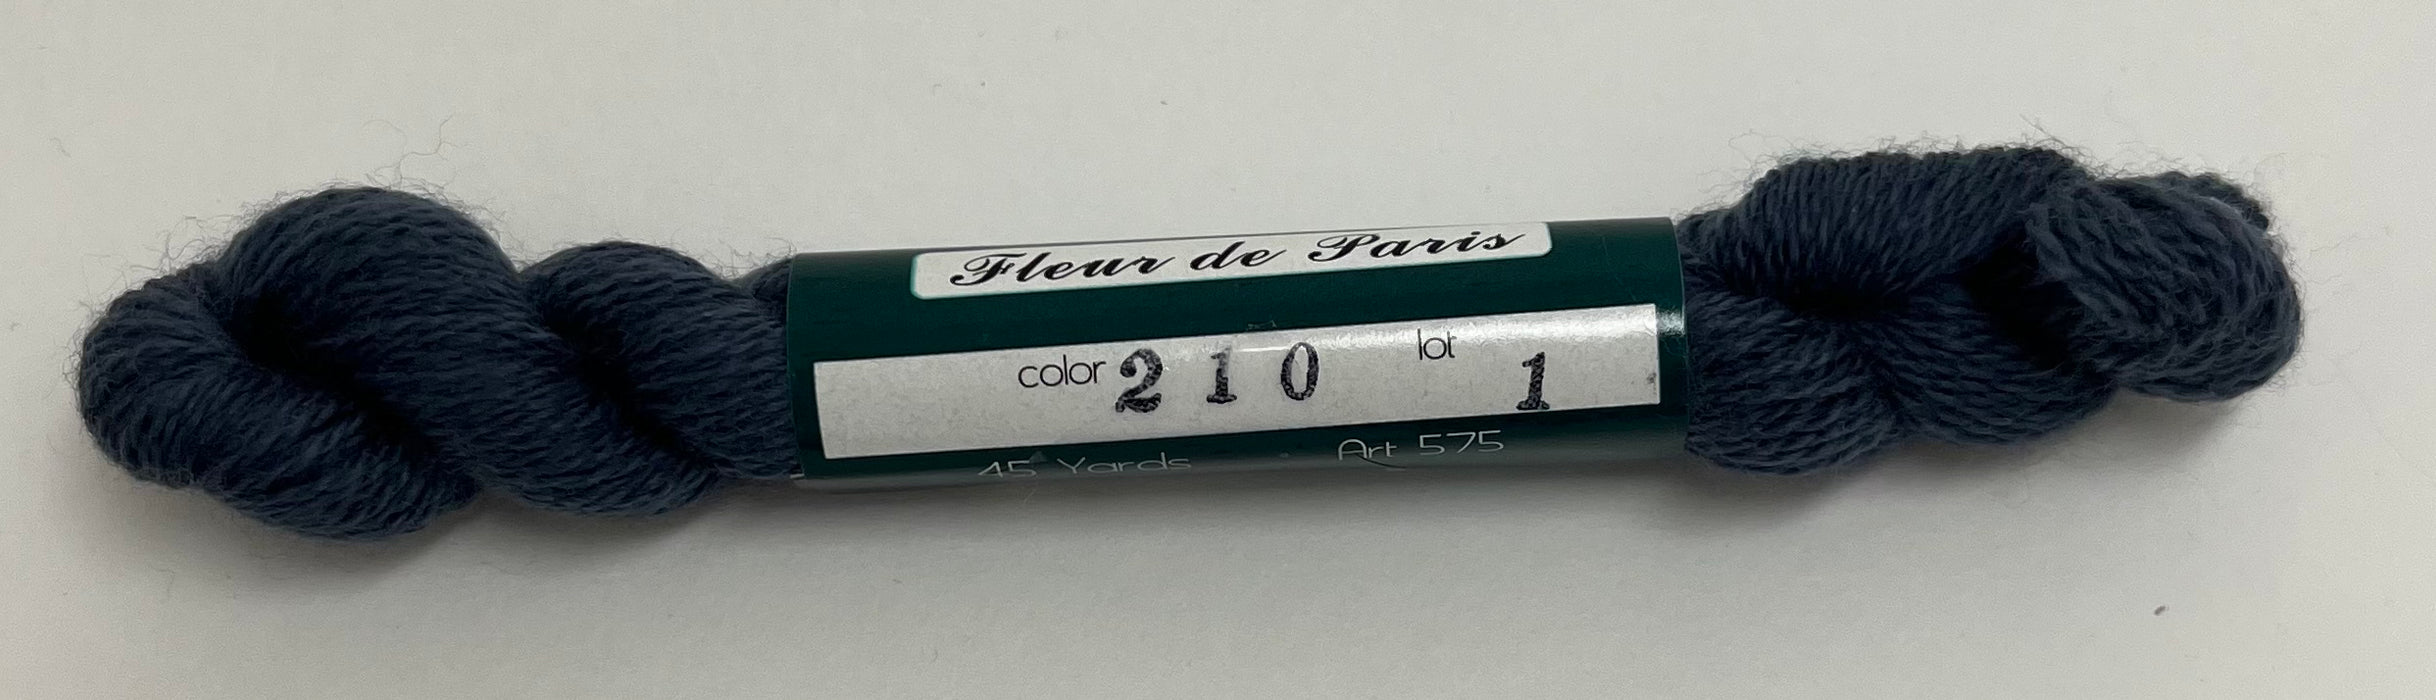 Fleur de Paris
color 210 lot 1
45 Yards Art 575